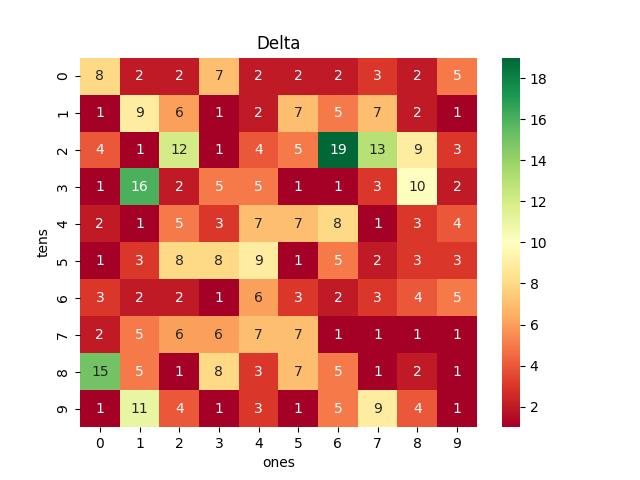 Delta
0 8 2 2 7 2 2 2 3 2 5
1 1 9 6 1 2 7 5 7 2 1
2 4 1 12 1 4 5 19 13 9 3
3 1 16 2 5 5 1 1 3 10 2
4 2 1 5 3 7 7 8 1 3 4
5 1 3 8 8 9 1 5 2 3 3
6 3 2 2 1 6 3 2 3 4 5
7 2 5 6 6 7 7 1 1 1 1
8 15 5 1 8 3 7 5 1 2 1
9 1 11 4 1 3 1 5 9 4 1
0 1 2 3 4 5 6 7 8 9
ones
tens
18
16
14
12
10
8
6
4
2